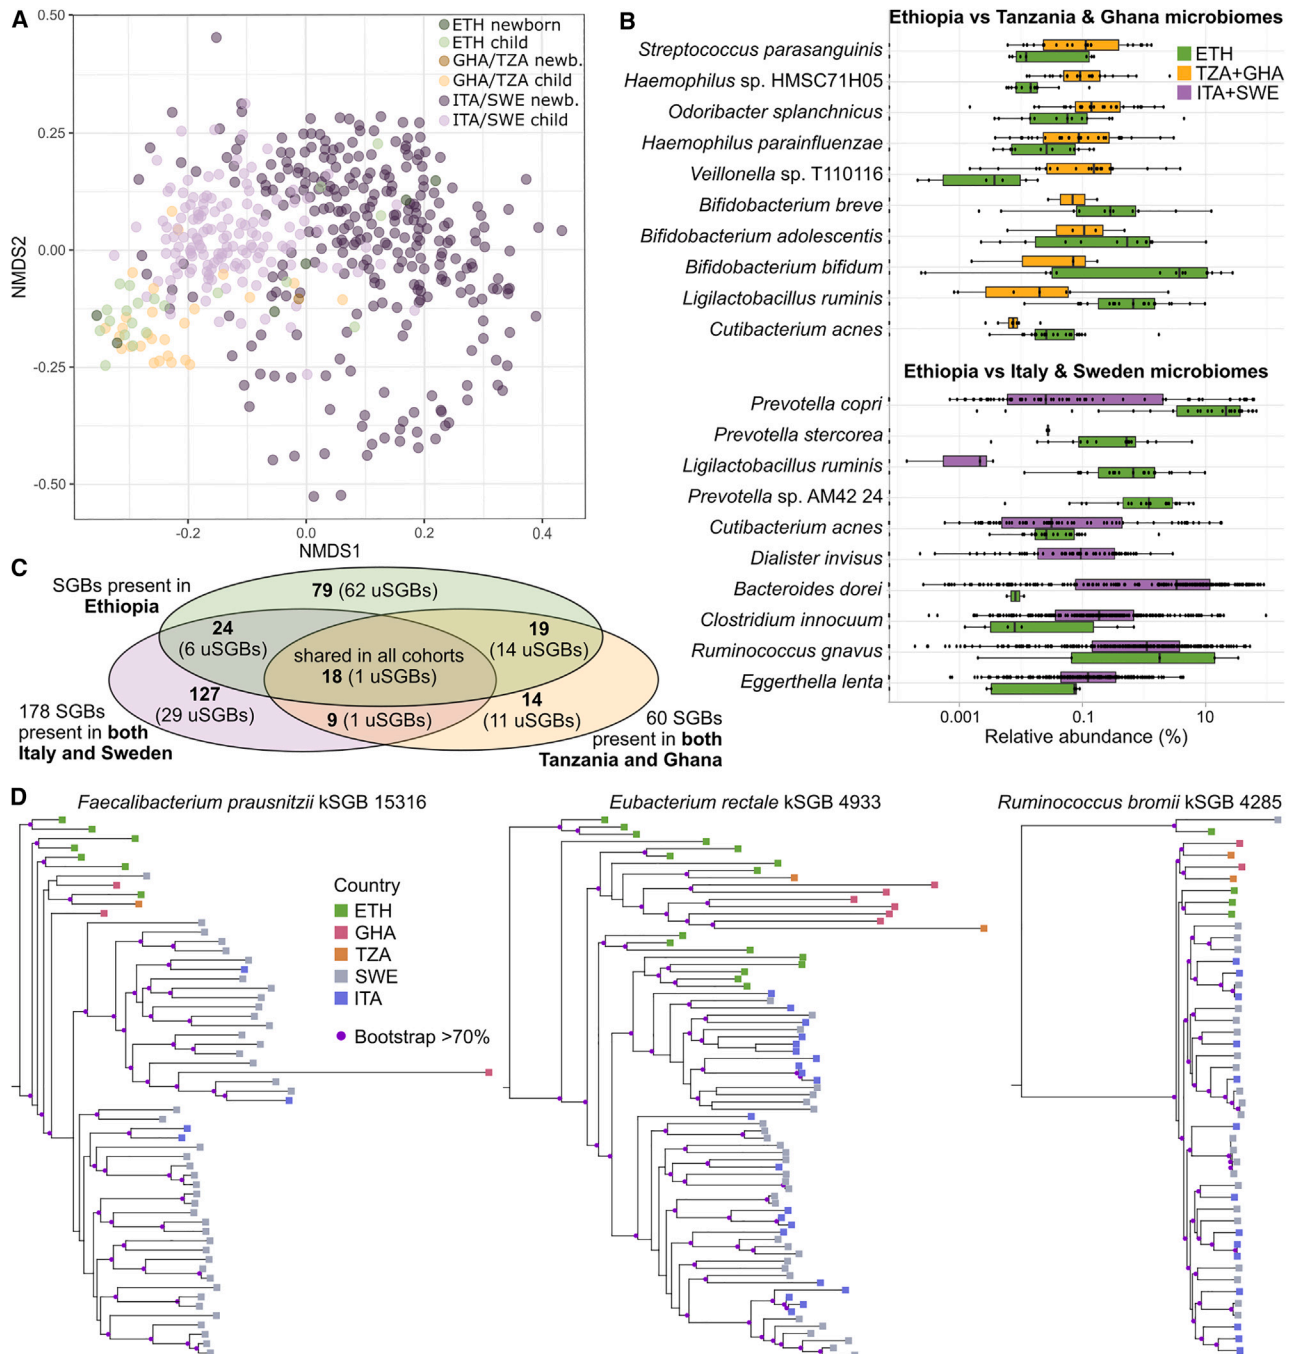 A
0.50
0.25
0.00
-0.25
-0.50
NMDS2
-0.2
0.0
0.2
0.4
NMDS1
ETH newborn
ETH child
GHA/TZA newb.
GHA/TZA child
ITA/SWE newb.
ITA/SWE child
B
Ethiopia vs Tanzania & Ghana microbiomes
Streptococcus parasanguinis
Haemophilus sp. HMSC71H05
Odoribacter splanchnicus
Haemophilus parainfluenzae
Veillonella sp. T110116
Bifidobacterium breve
Bifidobacterium adolescentis
Bifidobacterium bifidum
Ligilactobacillus ruminis
Cutibacterium acnes
ETH
TZA+GHA
ITA+SWE
Ethiopia vs Italy & Sweden microbiomes
Prevotella copri
Prevotella stercorea
Ligilactobacillus ruminis
Prevotella sp. AM42 24
Cutibacterium acnes
Dialister invisus
Bacteroides dorei
Clostridium innocuum
Ruminococcus gnavus
Eggerthella lenta
0.001
0.1
10
Relative abundance (%)
C
SGBs present in
Ethiopia
79 (62 uSGBs)
24
(6 uSGBs)
19
(14 uSGBs)
shared in all cohorts
18 (1 uSGBs)
127
(29 uSGBs)
9 (1 uSGBs)
14
(11 uSGBs)
178 SGBs
present in both
Italy and Sweden
60 SGBs
present in both
Tanzania and Ghana
D
Faecalibacterium prausnitzii kSGB 15316
Eubacterium rectale kSGB 4933
Ruminococcus bromii kSGB 4285
Country
ETH
GHA
TZA
SWE
ITA
Bootstrap >70%